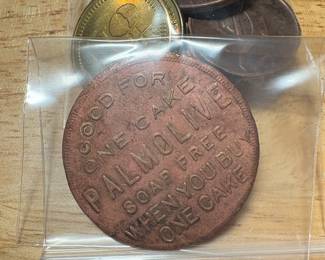 GOOD FOR
ONE CAKE
PALMOLIVE
SOAP FREE
WHEN YOU BUY
ONE CAKE